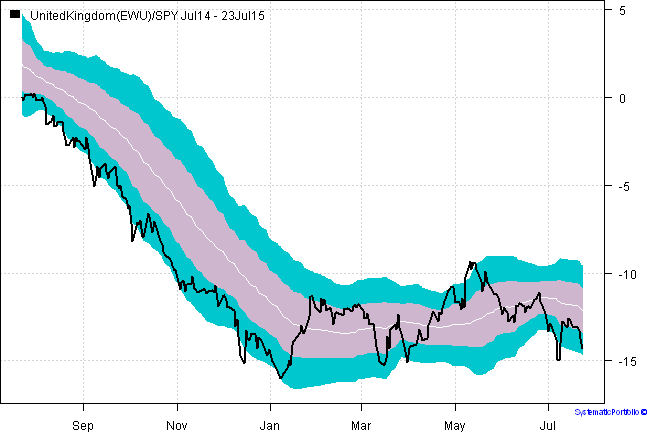 UnitedKingdom(EWU)/SPY Jul14 - 23Jul15
5
0
-5
-10
-15
Sep Nov Jan Mar May Jul
SystematicPortfolio ©